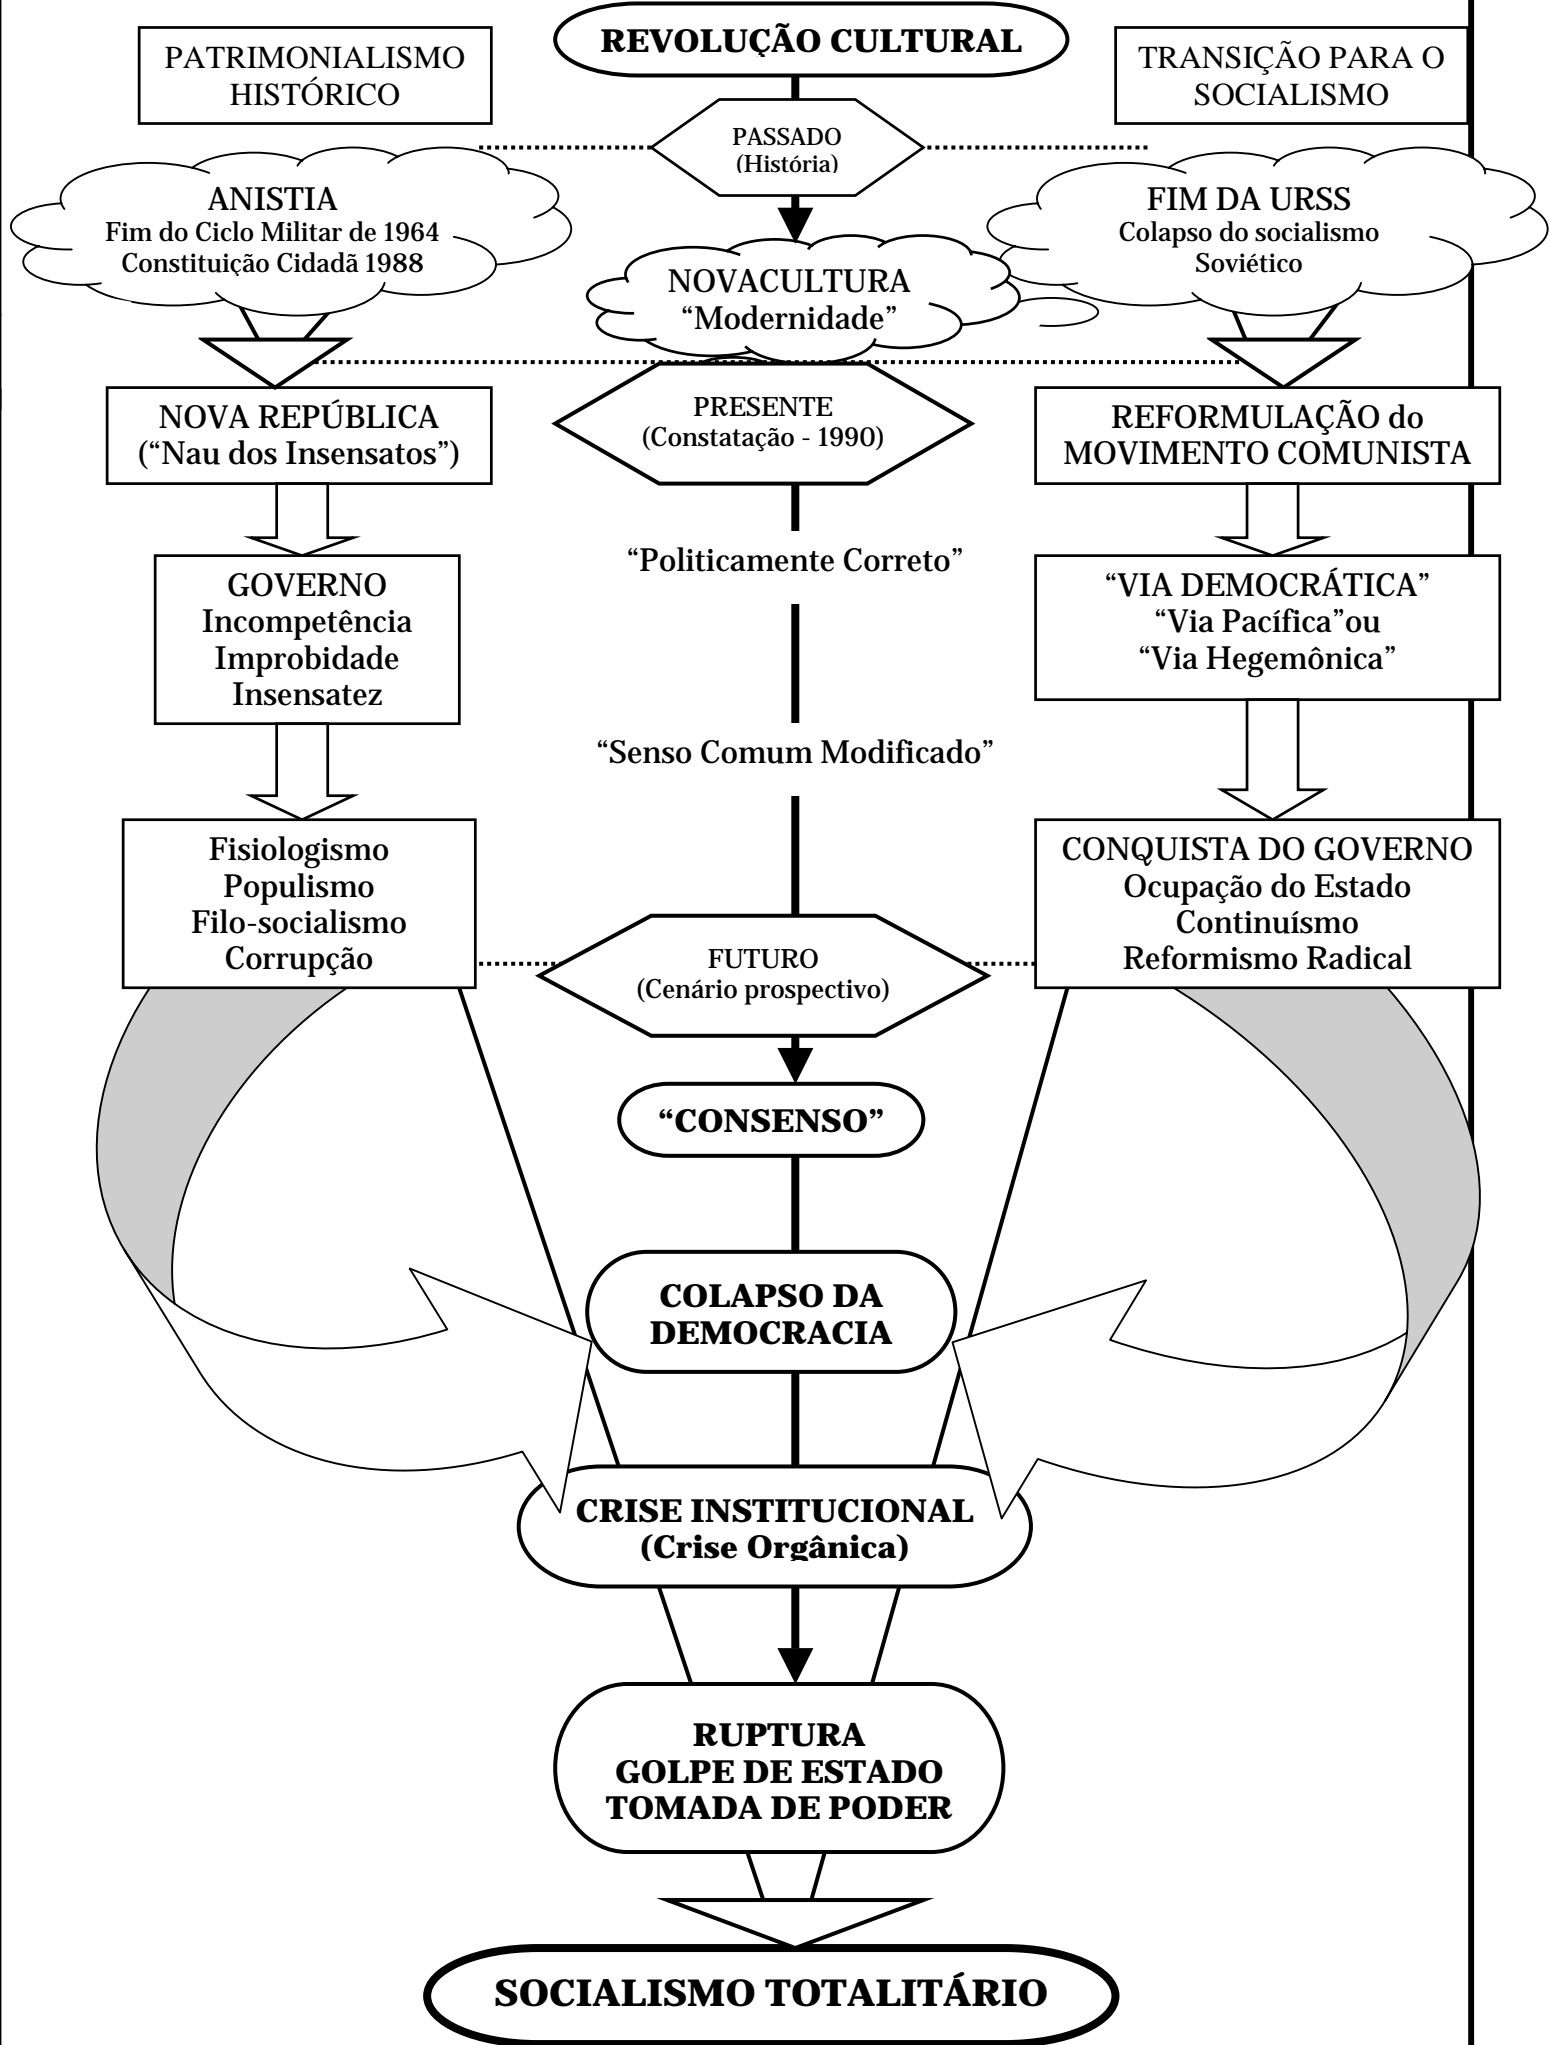 REVOLUÇÃO CULTURAL
PATRIMONIALISMO
HISTÓRICO
TRANSIÇÃO PARA O
SOCIALISMO
PASSADO
(História)
ANISTIA
Fim do Ciclo Militar de 1964
Constituição Cidadã 1988
FIM DA URSS
Colapso do socialismo
Soviético
NOVACULTURA
“Modernidade”
NOVA REPÚBLICA
(“Nau dos Insensatos”)
PRESENTE
(Constatação - 1990)
REFORMULAÇÃO do
MOVIMENTO COMUNISTA
“Politicamente Correto”
GOVERNO
Incompetência
Improbidade
Insensatez
“VIA DEMOCRÁTICA”
“Via Pacífica”ou
“Via Hegemônica”
“Senso Comum Modificado”
Fisiologismo
Populismo
Filo-socialismo
Corrupção
CONQUISTA DO GOVERNO
Ocupação do Estado
Continuísmo
Reformismo Radical
FUTURO
(Cenário prospectivo)
“CONSENSO”
COLAPSO DA
DEMOCRACIA
CRISE INSTITUCIONAL
(Crise Orgânica)
RUPTURA
GOLPE DE ESTADO
TOMADA DE PODER
SOCIALISMO TOTALITÁRIO